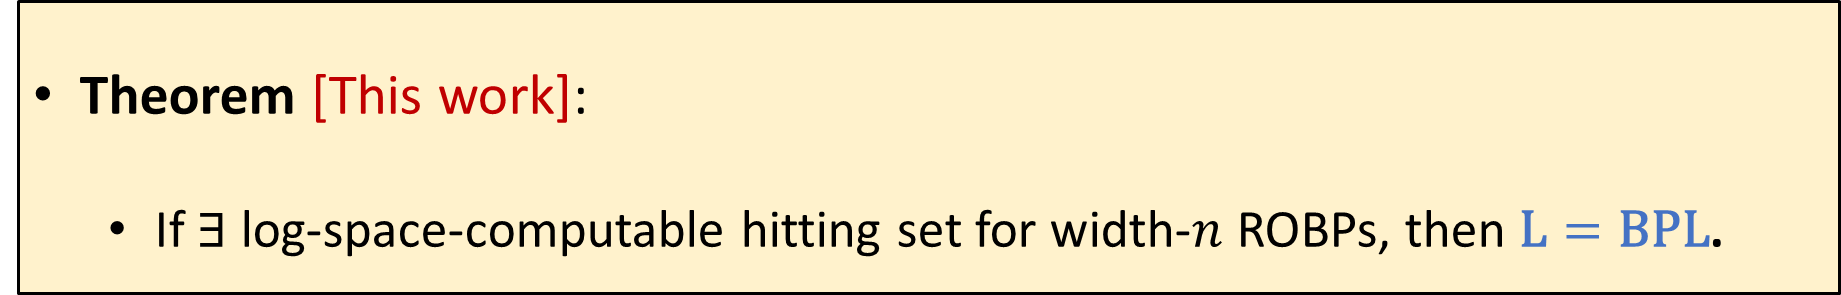 • Theorem [This work]:
• If ∃ log-space-computable hitting set for width-n ROBPs, then L = BPL.